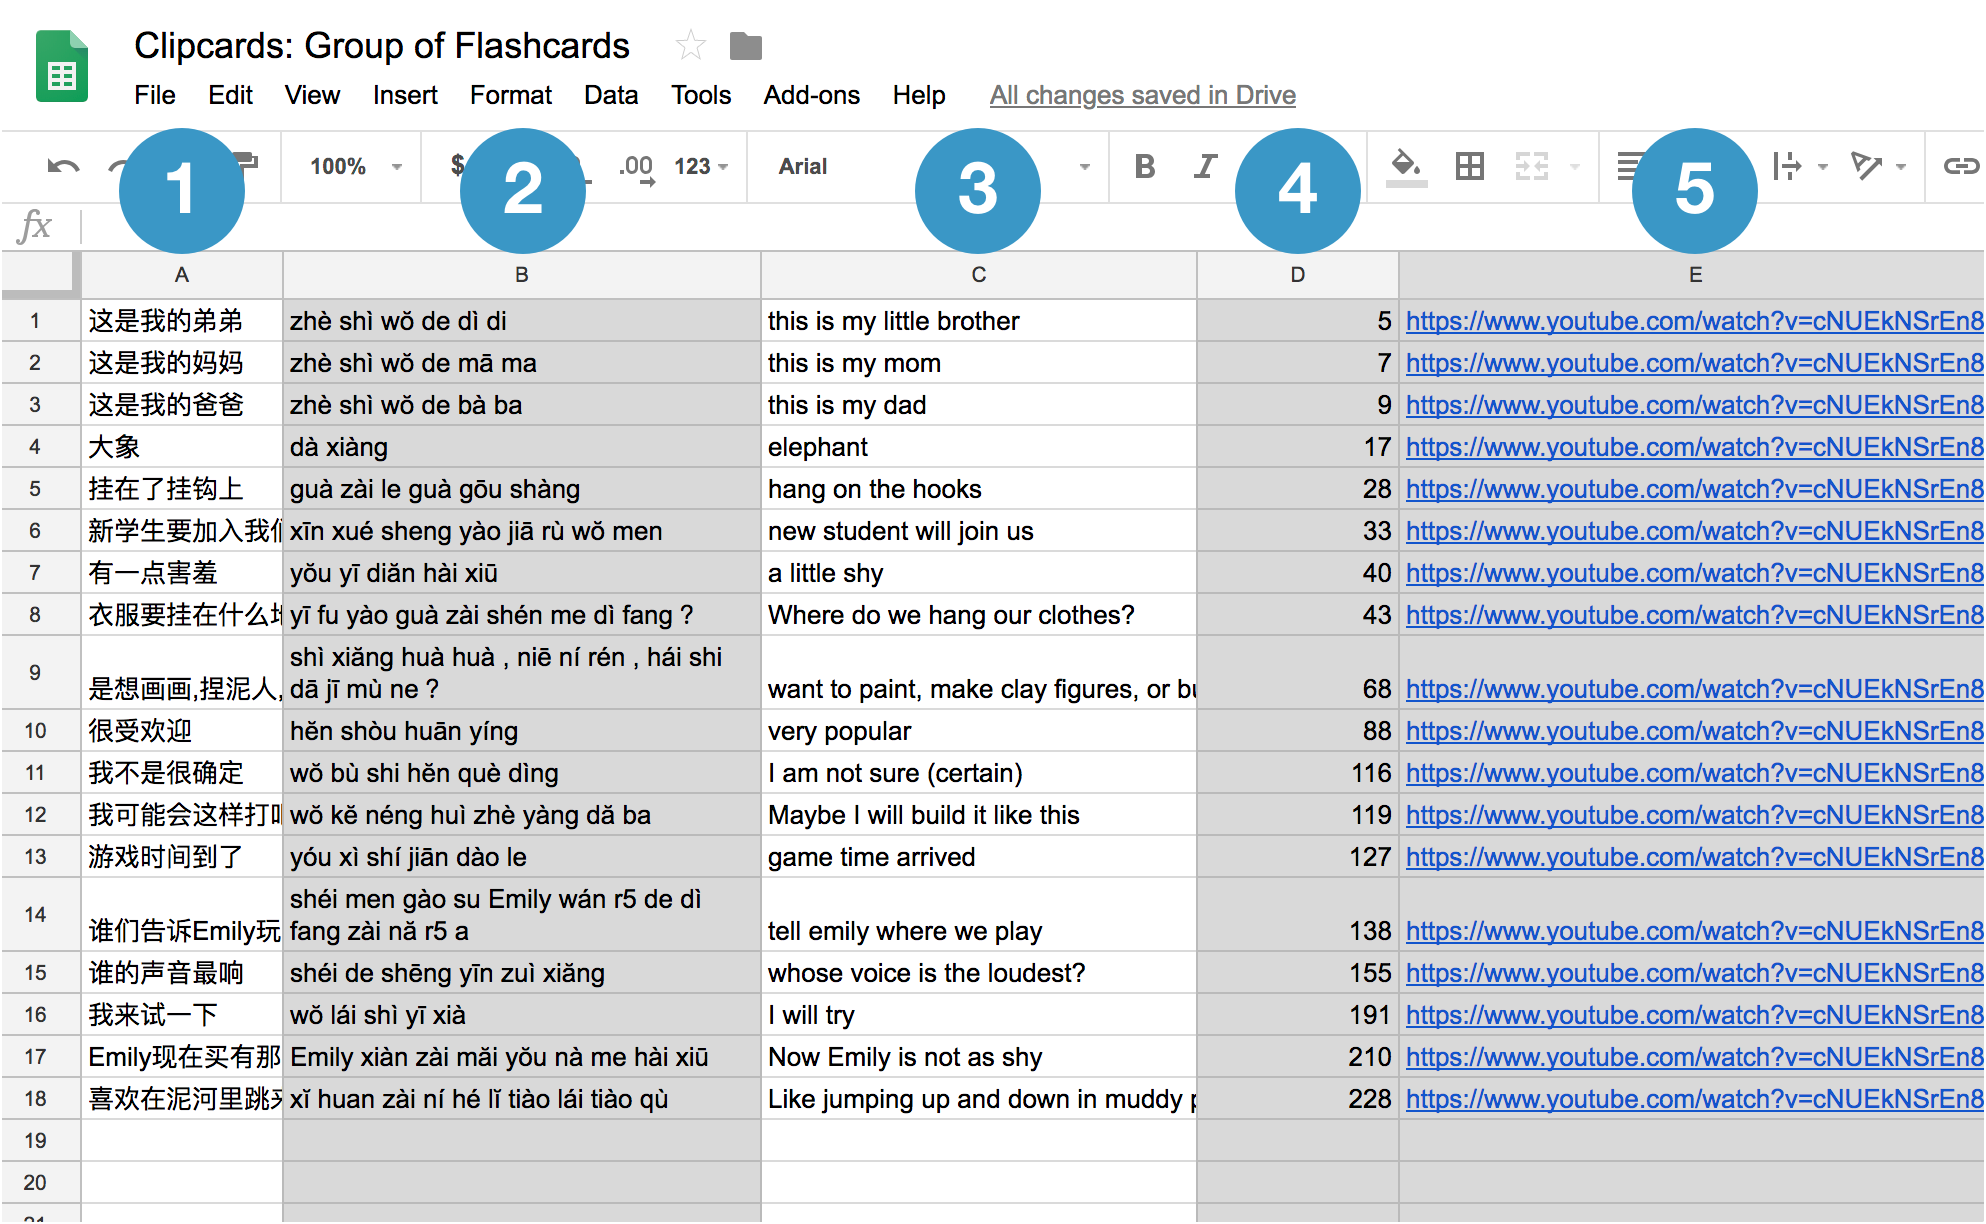 Clipcards: Group of Flashcards
File Edit View Insert Format Data Tools Add-ons Help All changes saved in Drive
100% $ .00 123 Arial B I
1 2 3 4 5
fx
A B C D E
1 这是我的弟弟 zhè shì wǒ de dì di this is my little brother 5 https://www.youtube.com/watch?v=cNUEkNSrEn8
2 这是我的妈妈 zhè shì wǒ de mā ma this is my mom 7 https://www.youtube.com/watch?v=cNUEkNSrEn8
3 这是我的爸爸 zhè shì wǒ de bà ba this is my dad 9 https://www.youtube.com/watch?v=cNUEkNSrEn8
4 大象 dà xiàng elephant 17 https://www.youtube.com/watch?v=cNUEkNSrEn8
5 挂在了挂钩上 guà zài le guà gōu shàng hang on the hooks 28 https://www.youtube.com/watch?v=cNUEkNSrEn8
6 新学生要加入我们 xīn xué sheng yào jiā rù wǒ men new student will join us 33 https://www.youtube.com/watch?v=cNUEkNSrEn8
7 有一点害羞 yǒu yī diǎn hài xiū a little shy 40 https://www.youtube.com/watch?v=cNUEkNSrEn8
8 衣服要挂在什么地 yī fu yào guà zài shén me dì fang ? Where do we hang our clothes? 43 https://www.youtube.com/watch?v=cNUEkNSrEn8
shì xiǎng huà huà , niē ní rén , hái shi
9 是想画画,捏泥人, dā jī mù ne ? want to paint, make clay figures, or bu 68 https://www.youtube.com/watch?v=cNUEkNSrEn8
10 很受欢迎 hěn shòu huān yíng very popular 88 https://www.youtube.com/watch?v=cNUEkNSrEn8
11 我不是很确定 wǒ bù shi hěn què dìng I am not sure (certain) 116 https://www.youtube.com/watch?v=cNUEkNSrEn8
12 我可能会这样打吧 wǒ kě néng huì zhè yàng dǎ ba Maybe I will build it like this 119 https://www.youtube.com/watch?v=cNUEkNSrEn8
13 游戏时间到了 yóu xì shí jiān dào le game time arrived 127 https://www.youtube.com/watch?v=cNUEkNSrEn8
shéi men gào su Emily wán r5 de dì
14 谁们告诉Emily玩 fang zài nǎ r5 a tell emily where we play 138 https://www.youtube.com/watch?v=cNUEkNSrEn8
15 谁的声音最响 shéi de shēng yīn zuì xiǎng whose voice is the loudest? 155 https://www.youtube.com/watch?v=cNUEkNSrEn8
16 我来试一下 wǒ lái shì yī xià I will try 191 https://www.youtube.com/watch?v=cNUEkNSrEn8
17 Emily现在买有那 Emily xiàn zài mǎi yǒu nà me hài xiū Now Emily is not as shy 210 https://www.youtube.com/watch?v=cNUEkNSrEn8
18 喜欢在泥河里跳来 xǐ huan zài ní hé lǐ tiào lái tiào qù Like jumping up and down in muddy p 228 https://www.youtube.com/watch?v=cNUEkNSrEn8
19
20